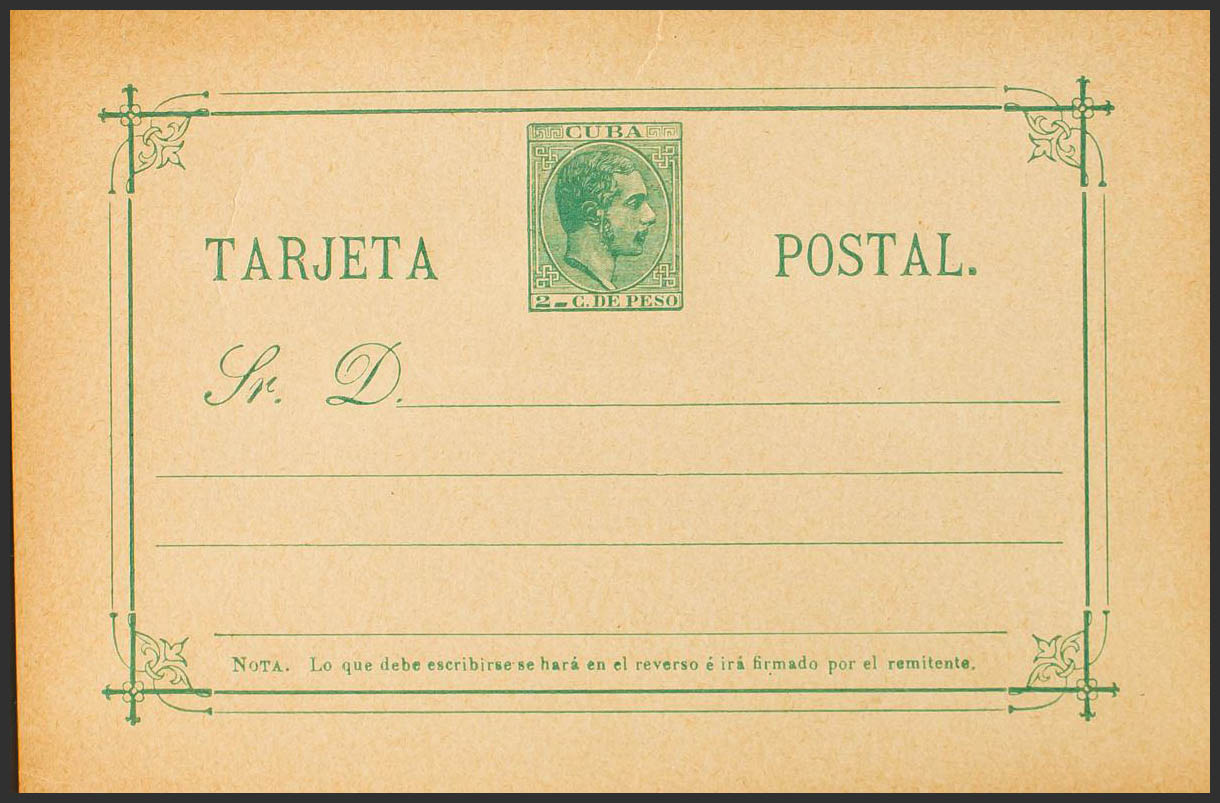 CUBA
TARJETA POSTAL.
2 C. DE PESO
Sr. D.
NOTA. Lo que debe escribirse se hará en el reverso é irá firmado por el remitente.